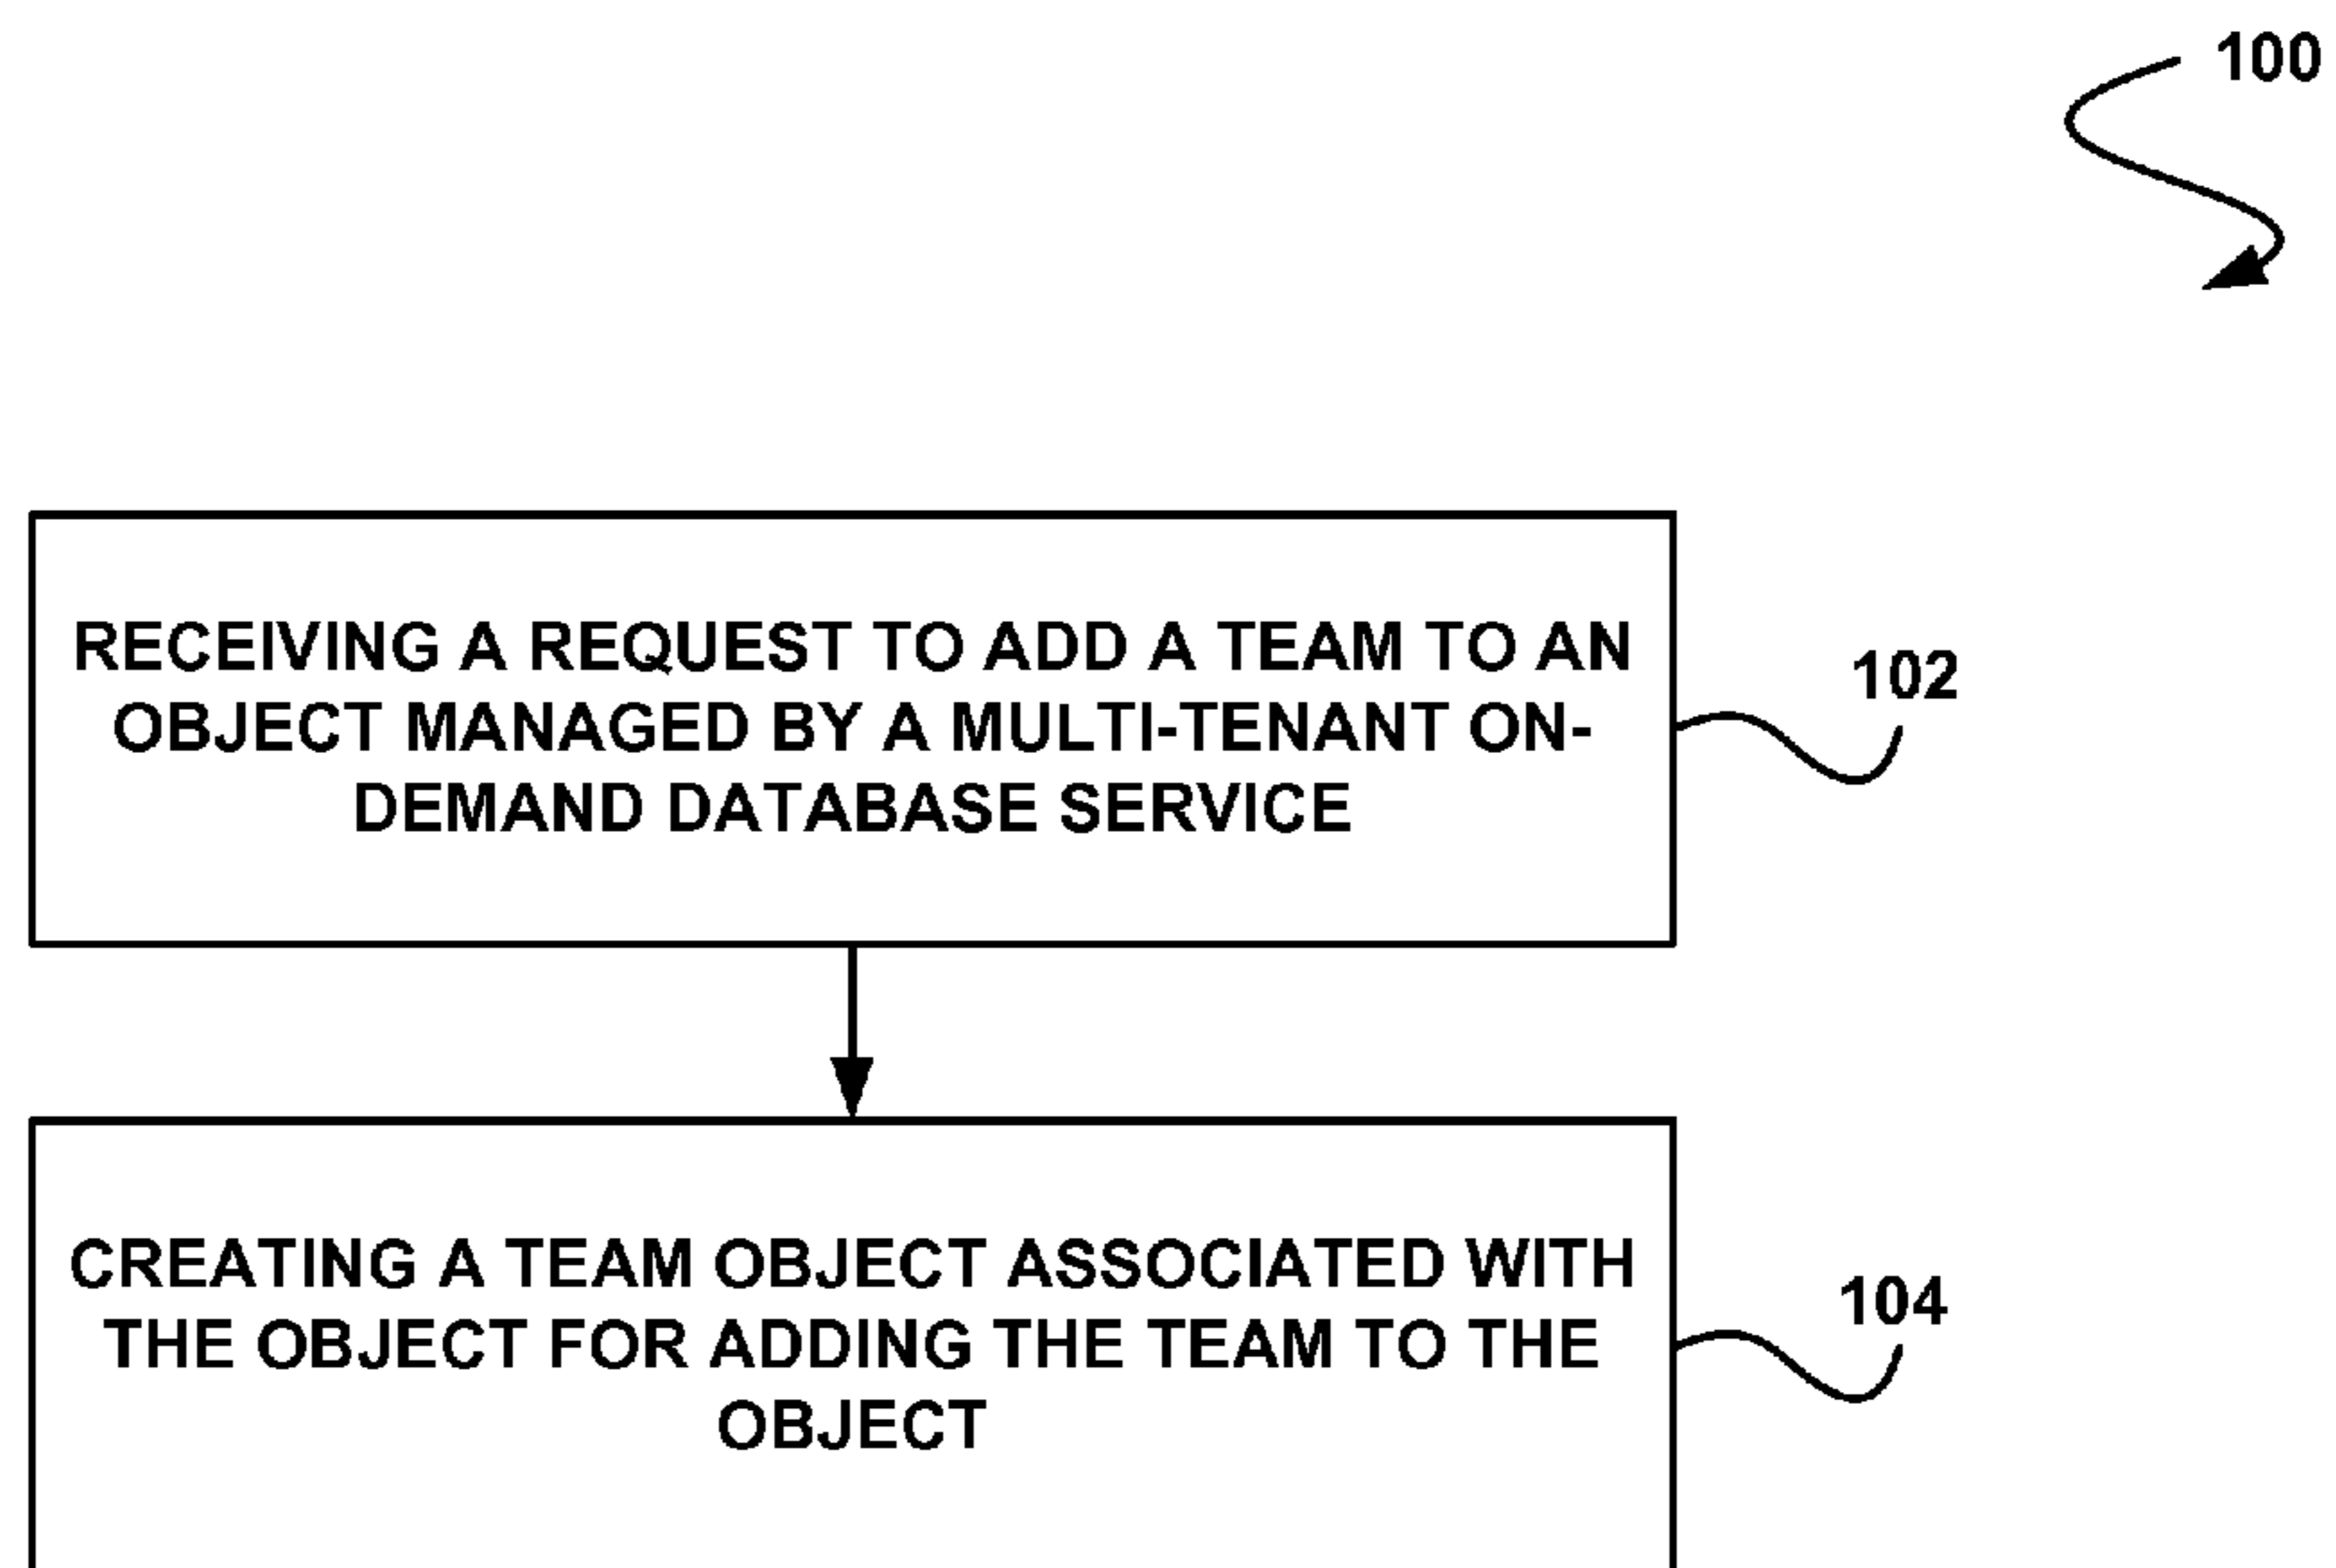 100
RECEIVING A REQUEST TO ADD A TEAM TO AN
OBJECT MANAGED BY A MULTI-TENANT ON-
DEMAND DATABASE SERVICE
102
CREATING A TEAM OBJECT ASSOCIATED WITH
THE OBJECT FOR ADDING THE TEAM TO THE
OBJECT
104